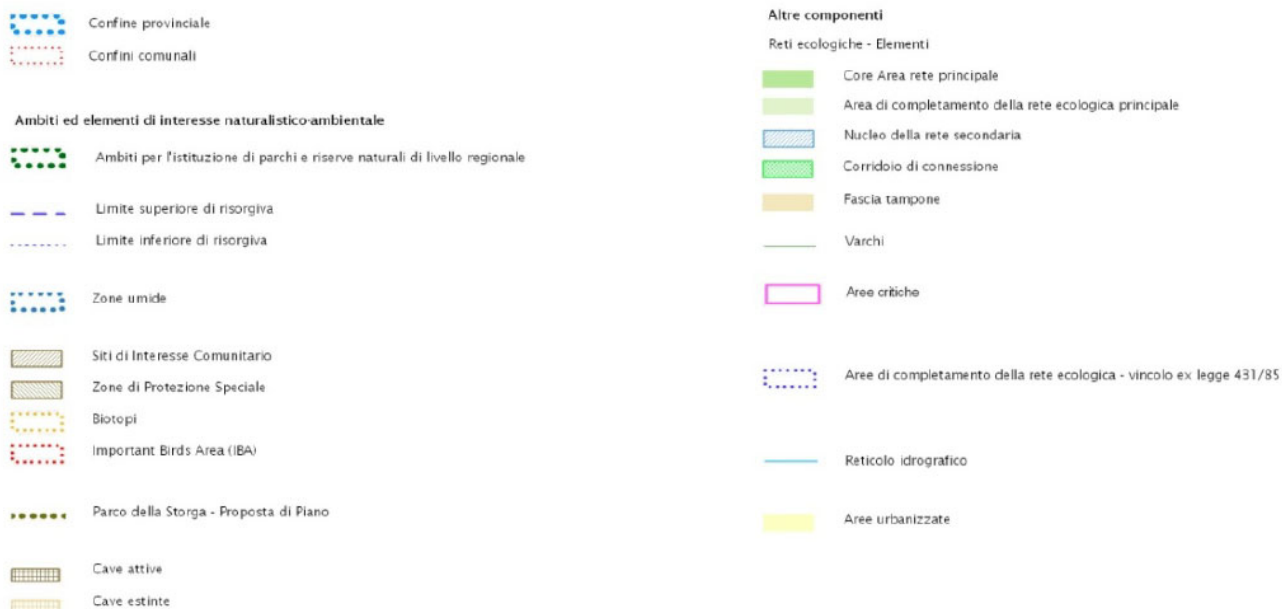 Confine provinciale
Confini comunali
Ambiti ed elementi di interesse naturalistico-ambientale
Ambiti per l'istituzione di parchi e riserve naturali di livello regionale
Limite superiore di risorgiva
Limite inferiore di risorgiva
Zone umide
Siti di Interesse Comunitario
Zone di Protezione Speciale
Biotopi
Important Birds Area (IBA)
Parco della Storga - Proposta di Piano
Cave attive
Cave estinte
Altre componenti
Reti ecologiche - Elementi
Core Area rete principale
Area di completamento della rete ecologica principale
Nucleo della rete secondaria
Corridoio di connessione
Fascia tampone
Varchi
Aree critiche
Aree di completamento della rete ecologica - vincolo ex legge 431/85
Reticolo idrografico
Aree urbanizzate